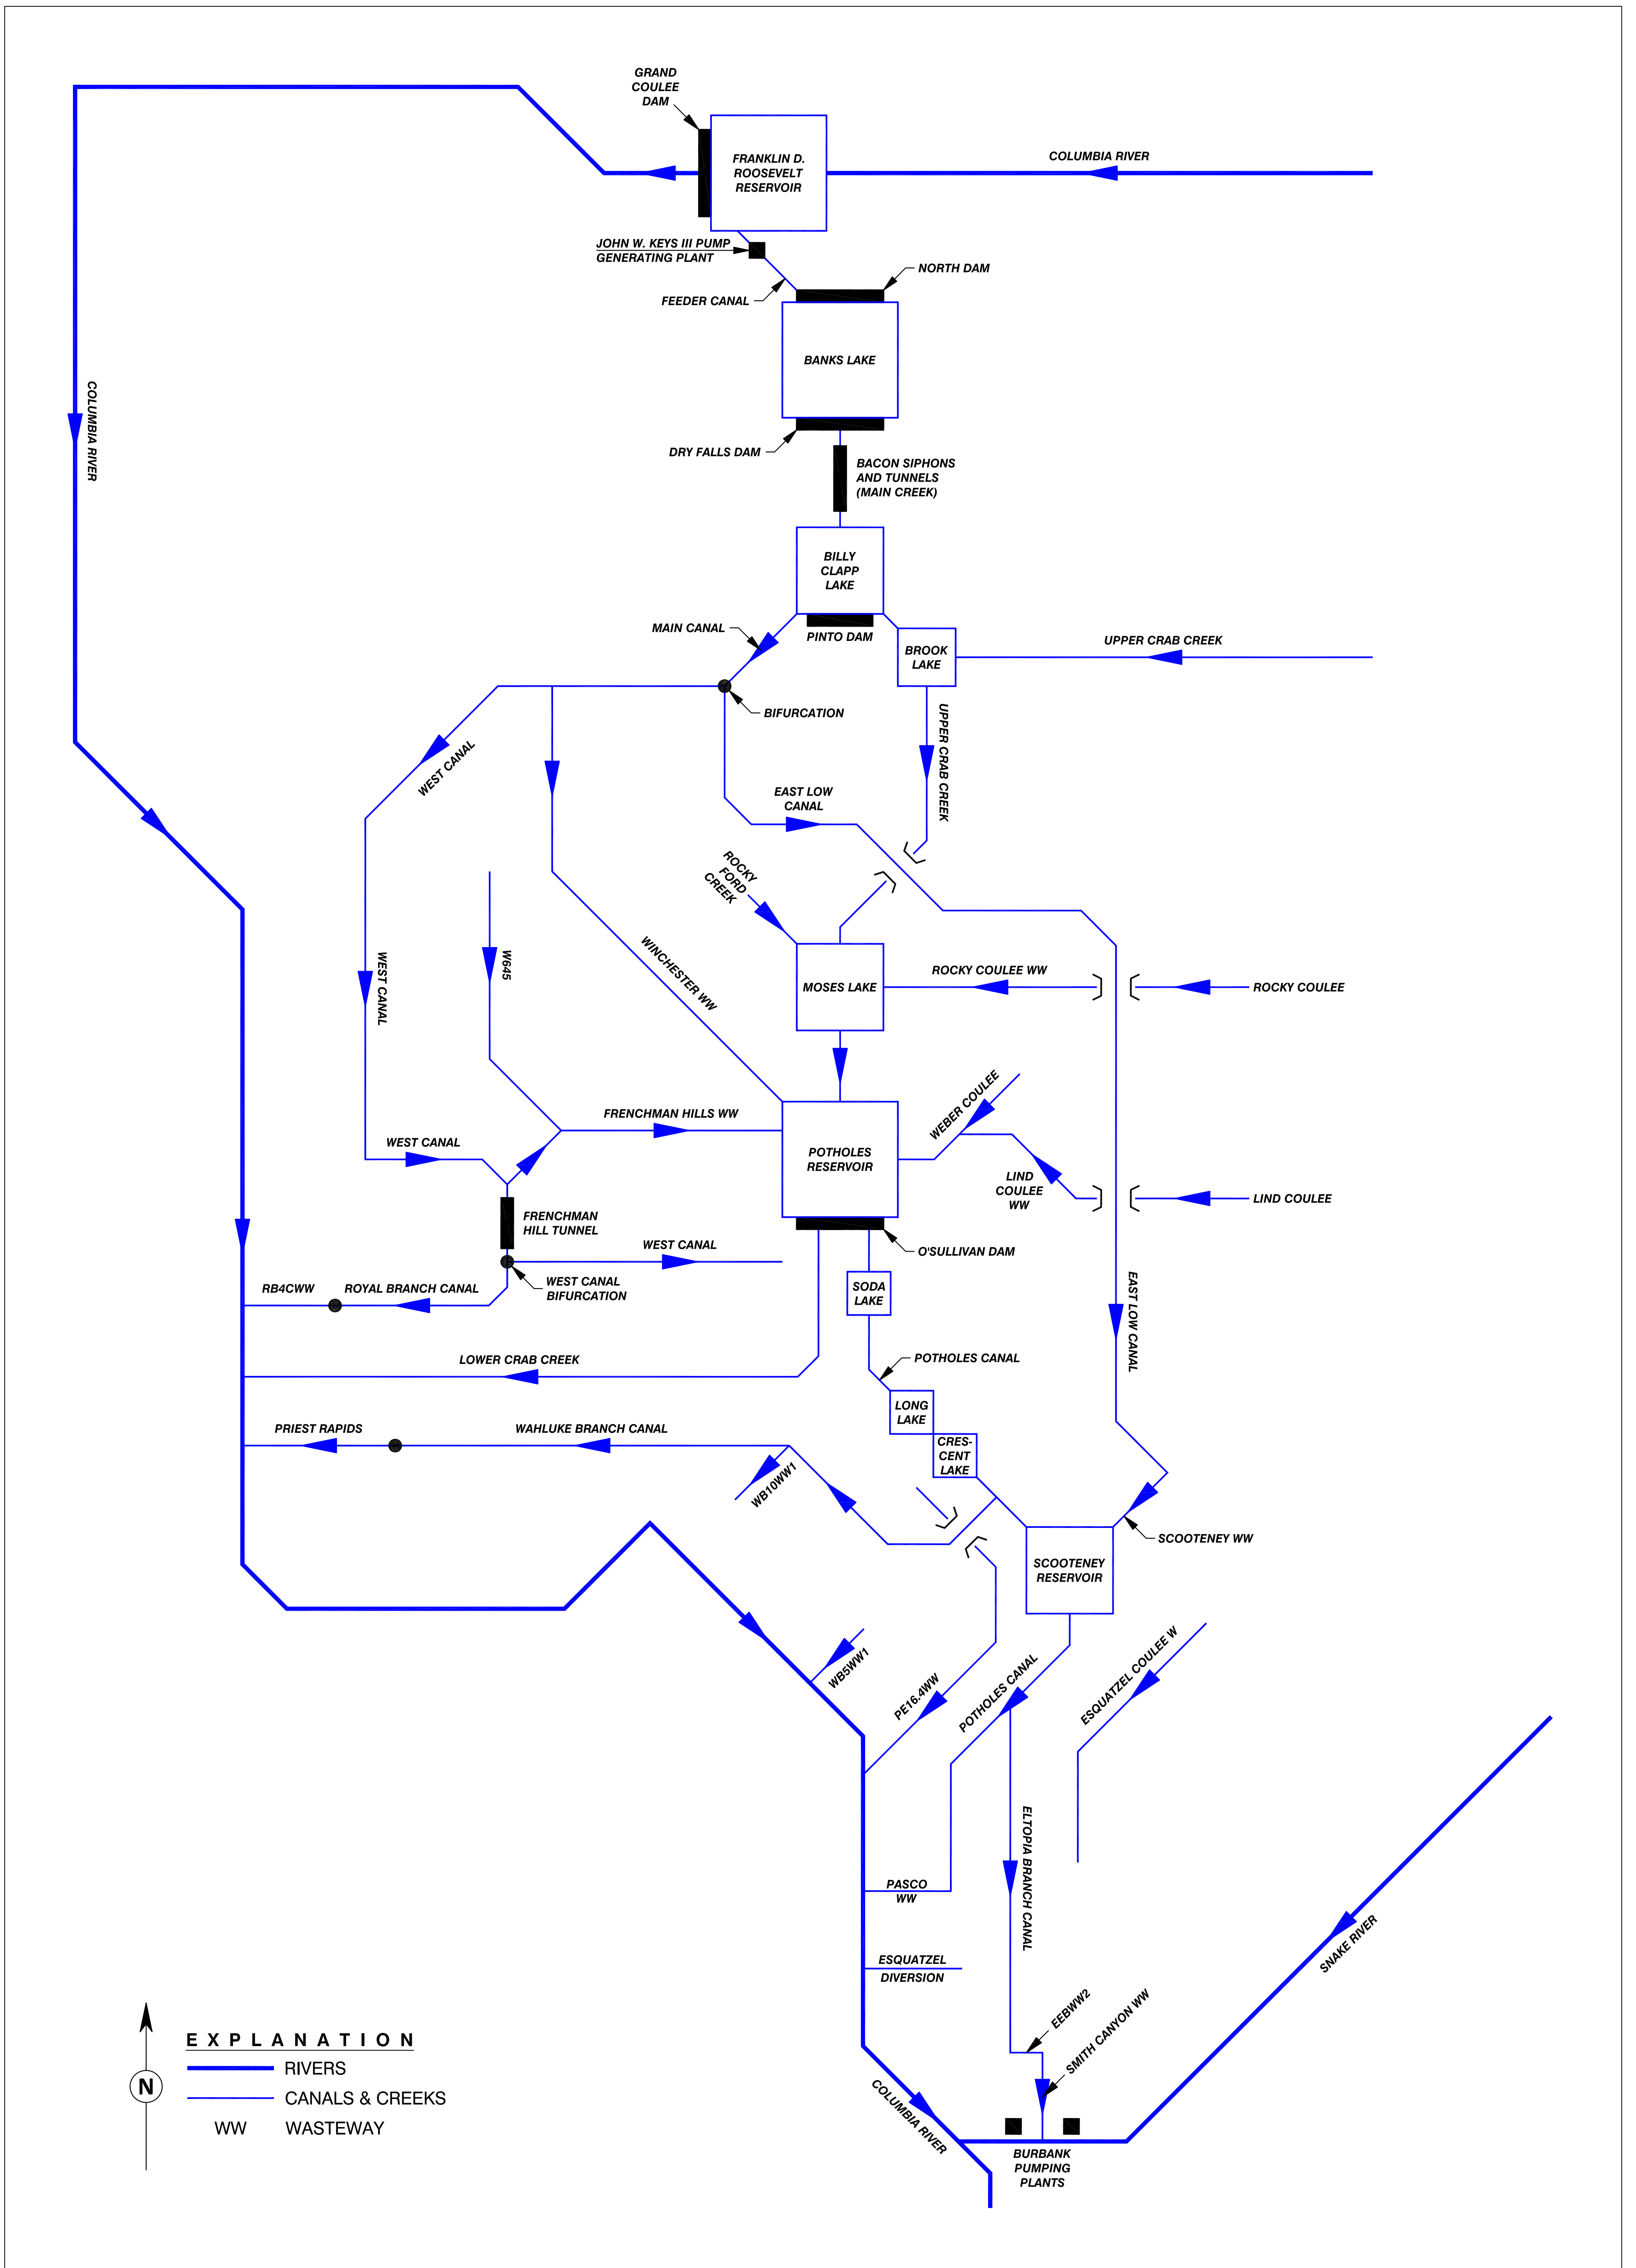 GRAND
COULEE
DAM
FRANKLIN D.
ROOSEVELT
RESERVOIR
COLUMBIA RIVER
JOHN W. KEYS III PUMP
GENERATING PLANT
NORTH DAM
FEEDER CANAL
BANKS LAKE
COLUMBIA RIVER
DRY FALLS DAM
BACON SIPHONS
AND TUNNELS
(MAIN CREEK)
BILLY
CLAPP
LAKE
MAIN CANAL
PINTO DAM
BROOK
LAKE
UPPER CRAB CREEK
BIFURCATION
UPPER CRAB CREEK
WEST CANAL
EAST LOW
CANAL
ROCKY
FORD
CREEK
WINCHESTER WW
W645
WEST CANAL
MOSES LAKE
ROCKY COULEE WW
ROCKY COULEE
FRENCHMAN HILLS WW
WEBER COULEE
WEST CANAL
POTHOLES
RESERVOIR
LIND
COULEE
WW
LIND COULEE
FRENCHMAN
HILL TUNNEL
WEST CANAL
O'SULLIVAN DAM
RB4CWW
ROYAL BRANCH CANAL
WEST CANAL
BIFURCATION
SODA
LAKE
EAST LOW CANAL
LOWER CRAB CREEK
POTHOLES CANAL
LONG
LAKE
PRIEST RAPIDS
WAHLUKE BRANCH CANAL
CRES-
CENT
LAKE
WB10WW1
SCOOTENEY WW
SCOOTENEY
RESERVOIR
WB5WW1
PE16.4WW
POTHOLES CANAL
ESQUATZEL COULEE W
ELTOPIA BRANCH CANAL
PASCO
WW
ESQUATZEL
DIVERSION
SNAKE RIVER
EEBWW2
SMITH CANYON WW
COLUMBIA RIVER
BURBANK
PUMPING
PLANTS
N
EXPLANATION
RIVERS
CANALS & CREEKS
WW WASTEWAY